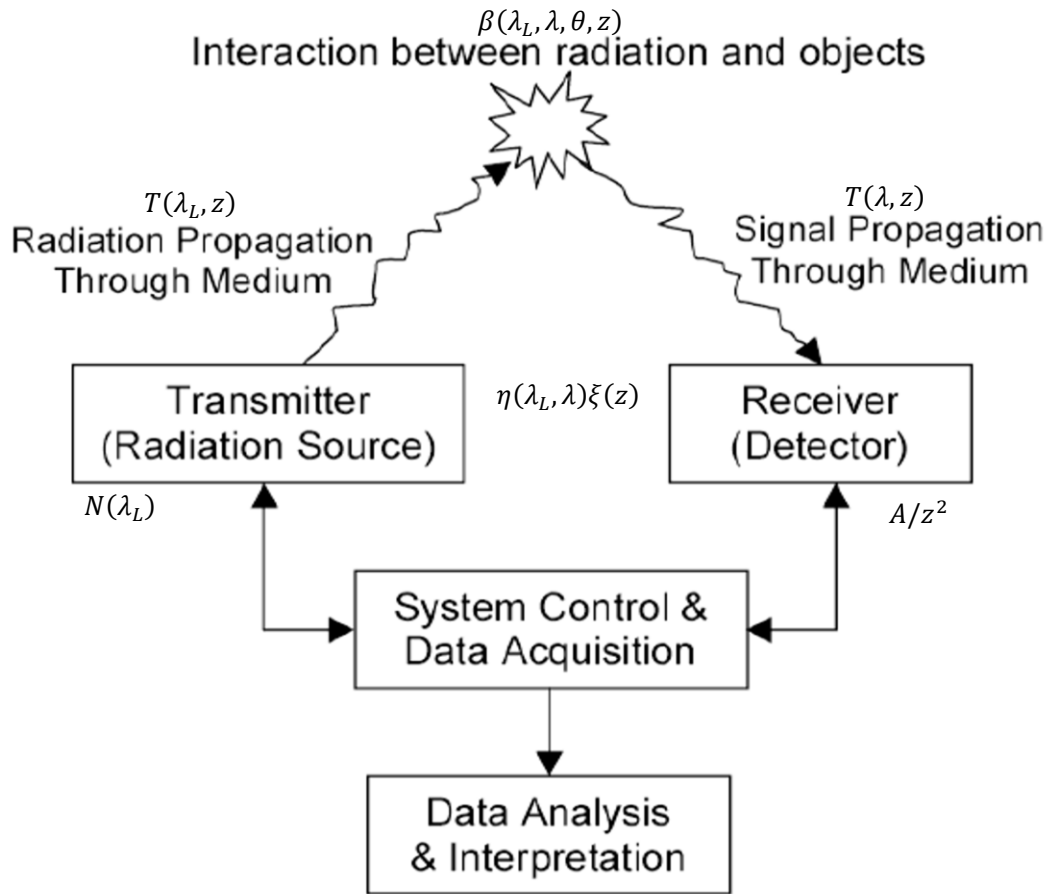 β(λ_L, λ, θ, z)
Interaction between radiation and objects
T(λ_L, z)
Radiation Propagation
Through Medium
T(λ, z)
Signal Propagation
Through Medium
Transmitter
(Radiation Source)
η(λ_L, λ)ξ(z)
Receiver
(Detector)
N(λ_L)
A/z²
System Control &
Data Acquisition
Data Analysis
& Interpretation